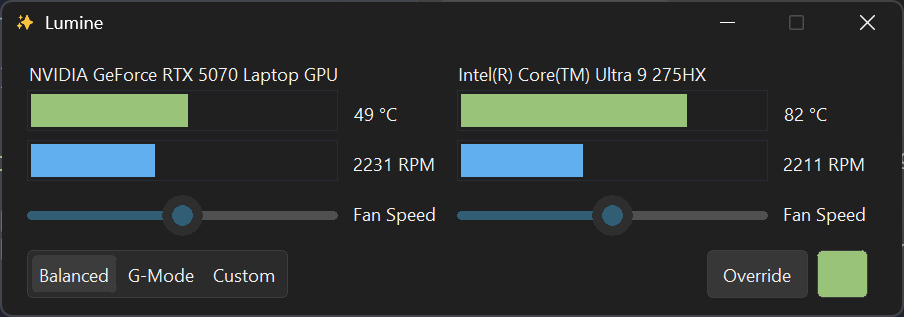 Lumine
NVIDIA GeForce RTX 5070 Laptop GPU
49 °C
2231 RPM
Fan Speed
Intel(R) Core(TM) Ultra 9 275HX
82 °C
2211 RPM
Fan Speed
Balanced G-Mode Custom
Override